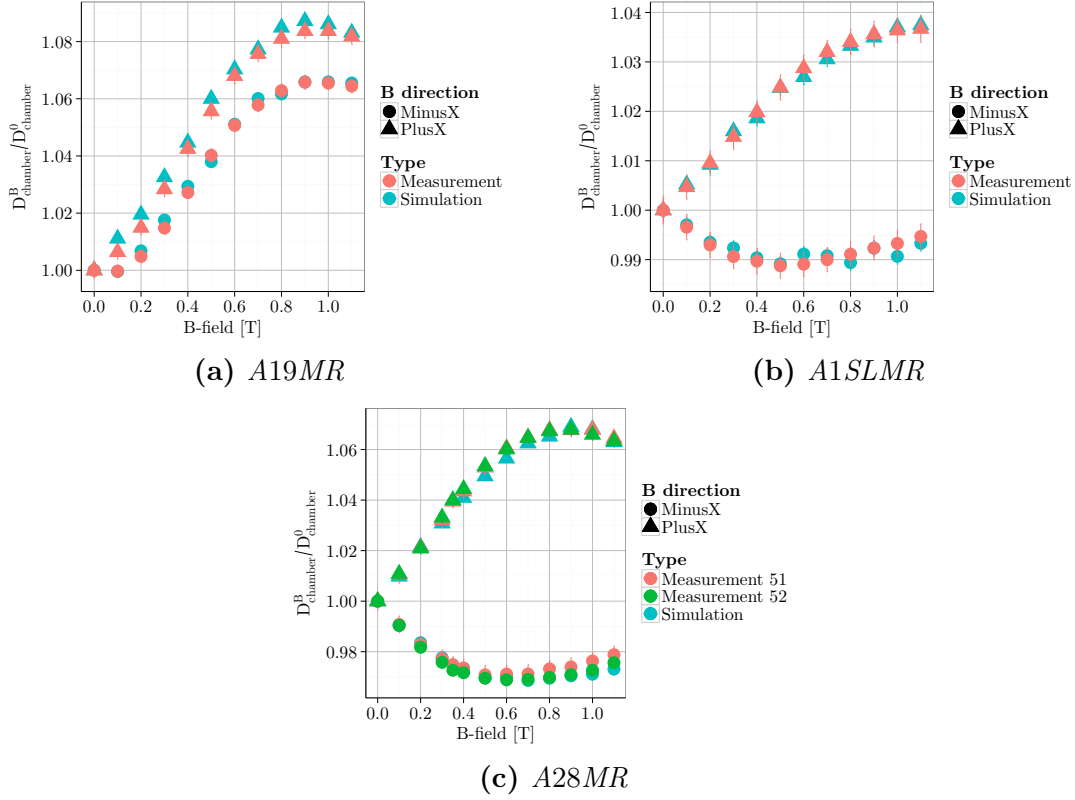 1.08
1.06
1.04
1.02
1.00
D^B_chamber/D^0_chamber
0.0 0.2 0.4 0.6 0.8 1.0
B-field [T]
B direction
MinusX
PlusX
Type
Measurement
Simulation
(a) A19MR
1.04
1.03
1.02
1.01
1.00
0.99
D^B_chamber/D^0_chamber
0.0 0.2 0.4 0.6 0.8 1.0
B-field [T]
B direction
MinusX
PlusX
Type
Measurement
Simulation
(b) A1SLMR
1.06
1.04
1.02
1.00
0.98
D^B_chamber/D^0_chamber
0.0 0.2 0.4 0.6 0.8 1.0
B-field [T]
B direction
MinusX
PlusX
Type
Measurement 51
Measurement 52
Simulation
(c) A28MR